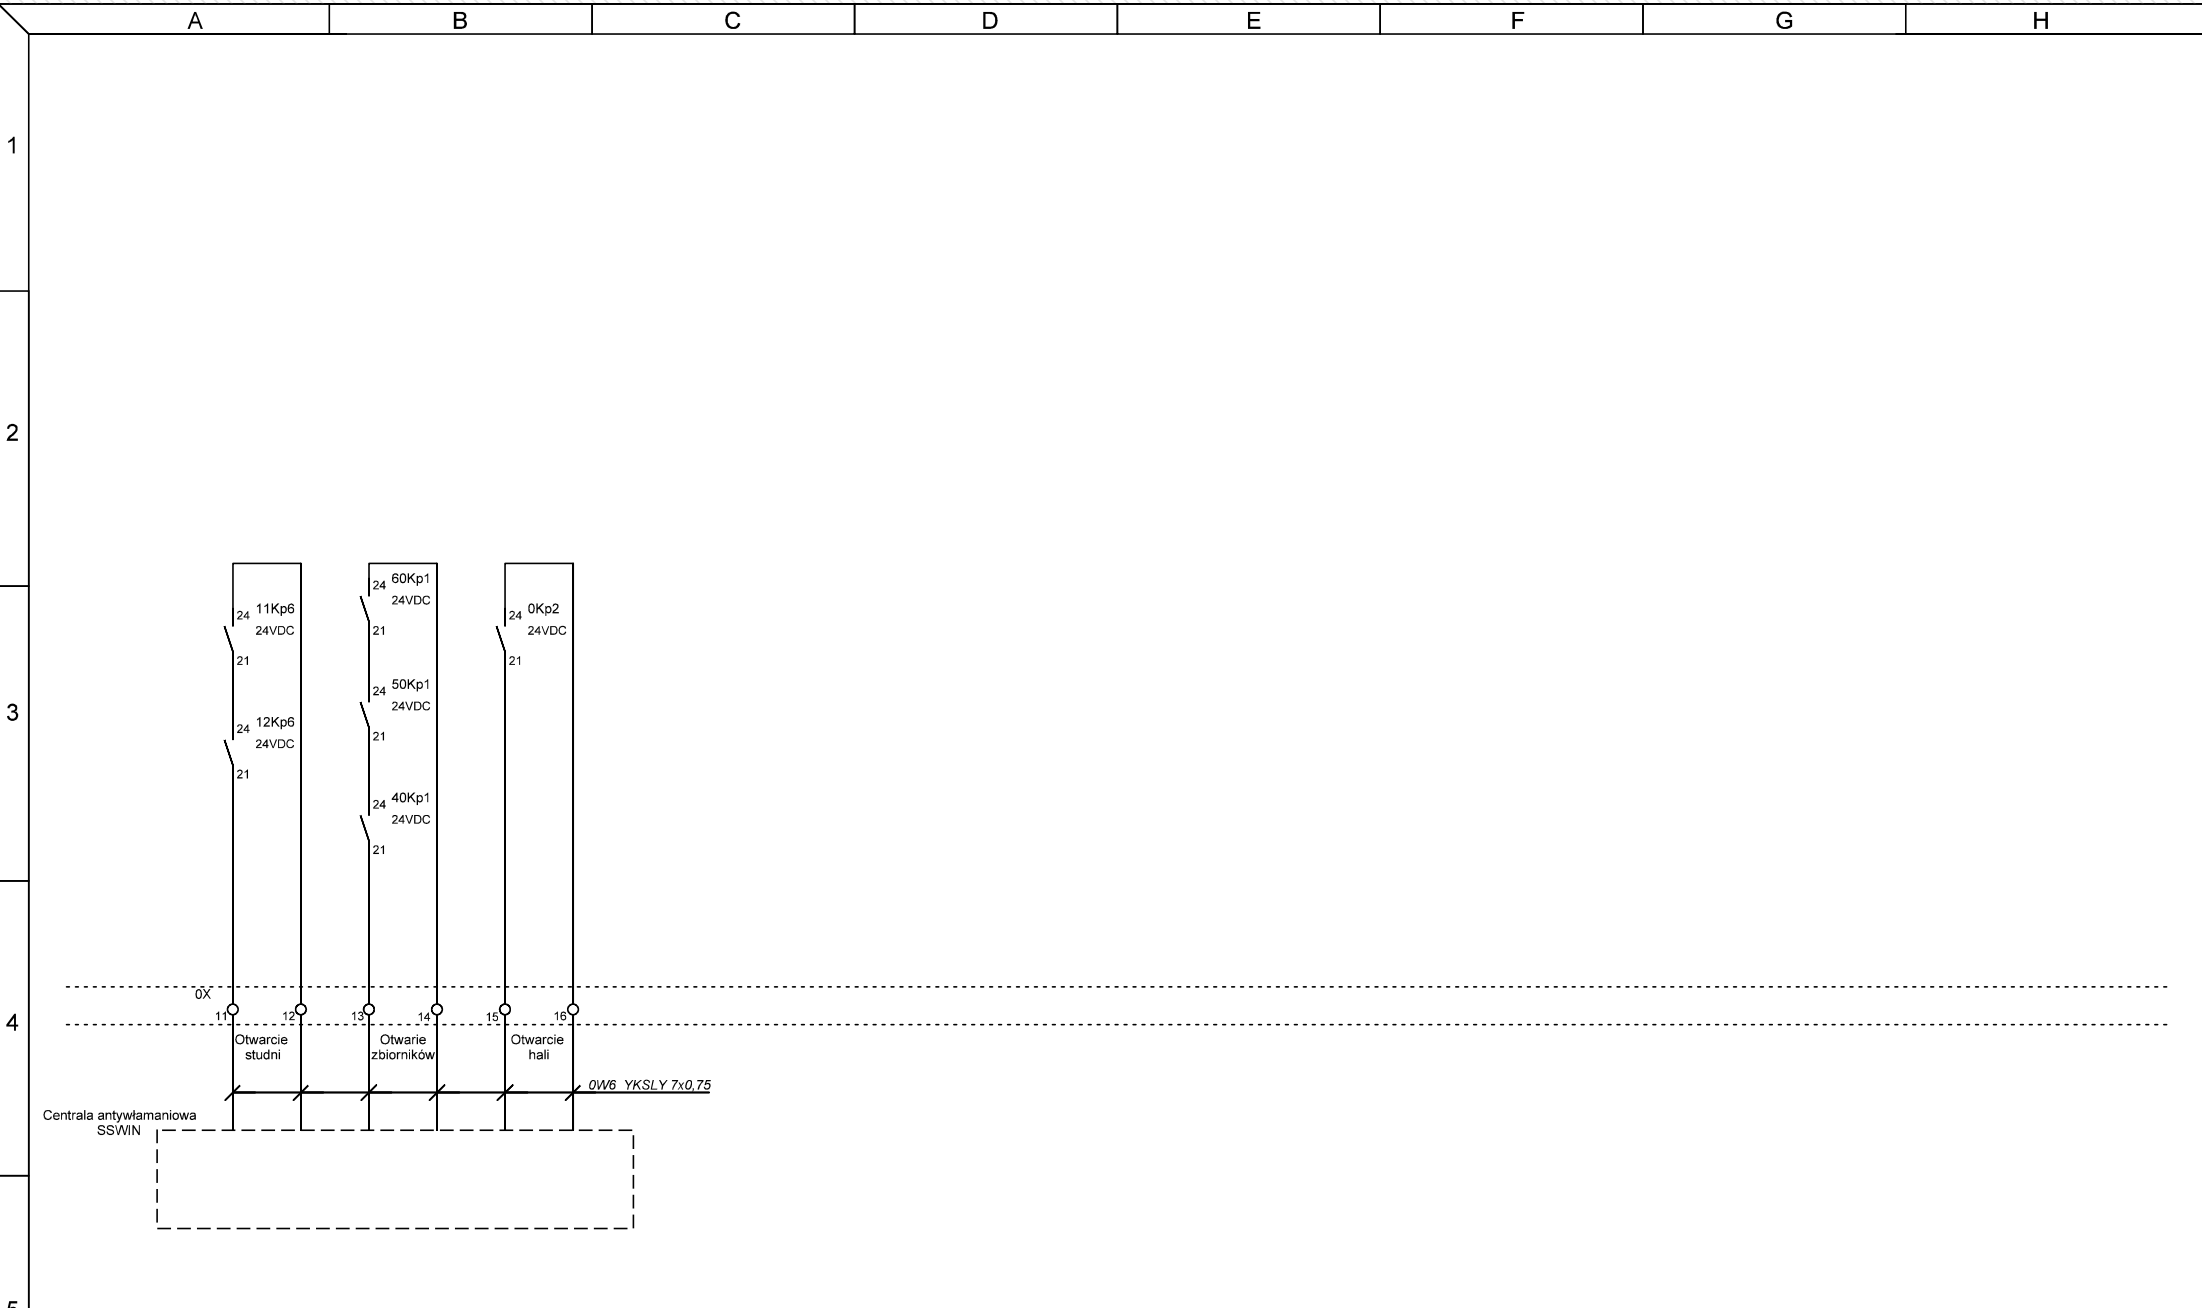 A B C D E F G H
1
2
24 60Kp1
24VDC
21
24 11Kp6
24VDC
21
24 0Kp2
24VDC
21
24 50Kp1
24VDC
21
3
24 12Kp6
24VDC
21
24 40Kp1
24VDC
21
0X
11 12 13 14 15 16
4
Otwarcie
studni
Otwarie
zbiorników
Otwarcie
hali
0W6 YKSLY 7x0,75
Centrala antywłamaniowa
SSWIN
5